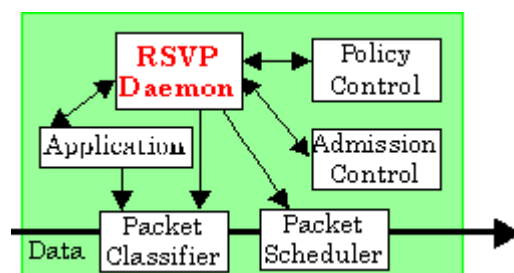 RSVP
Daemon
Policy
Control
Application
Admission
Control
Packet
Classifier
Packet
Scheduler
Data